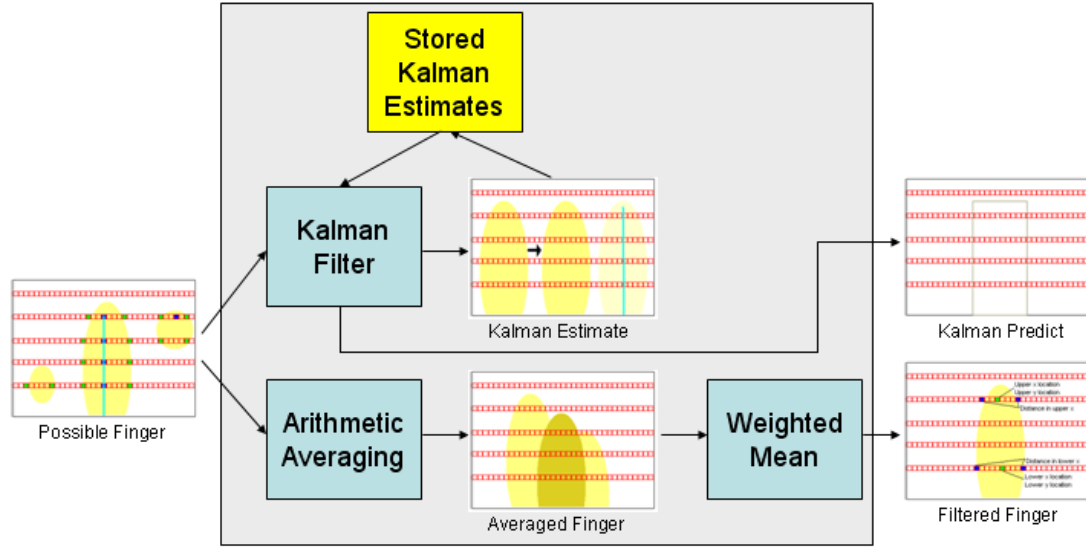 Stored
Kalman
Estimates
Kalman
Filter
Kalman Estimate
Kalman Predict
Possible Finger
Arithmetic
Averaging
Averaged Finger
Weighted
Mean
Upper x location
Upper y location
Distance in upper x
Distance in lower x
Lower x location
Lower y location
Filtered Finger